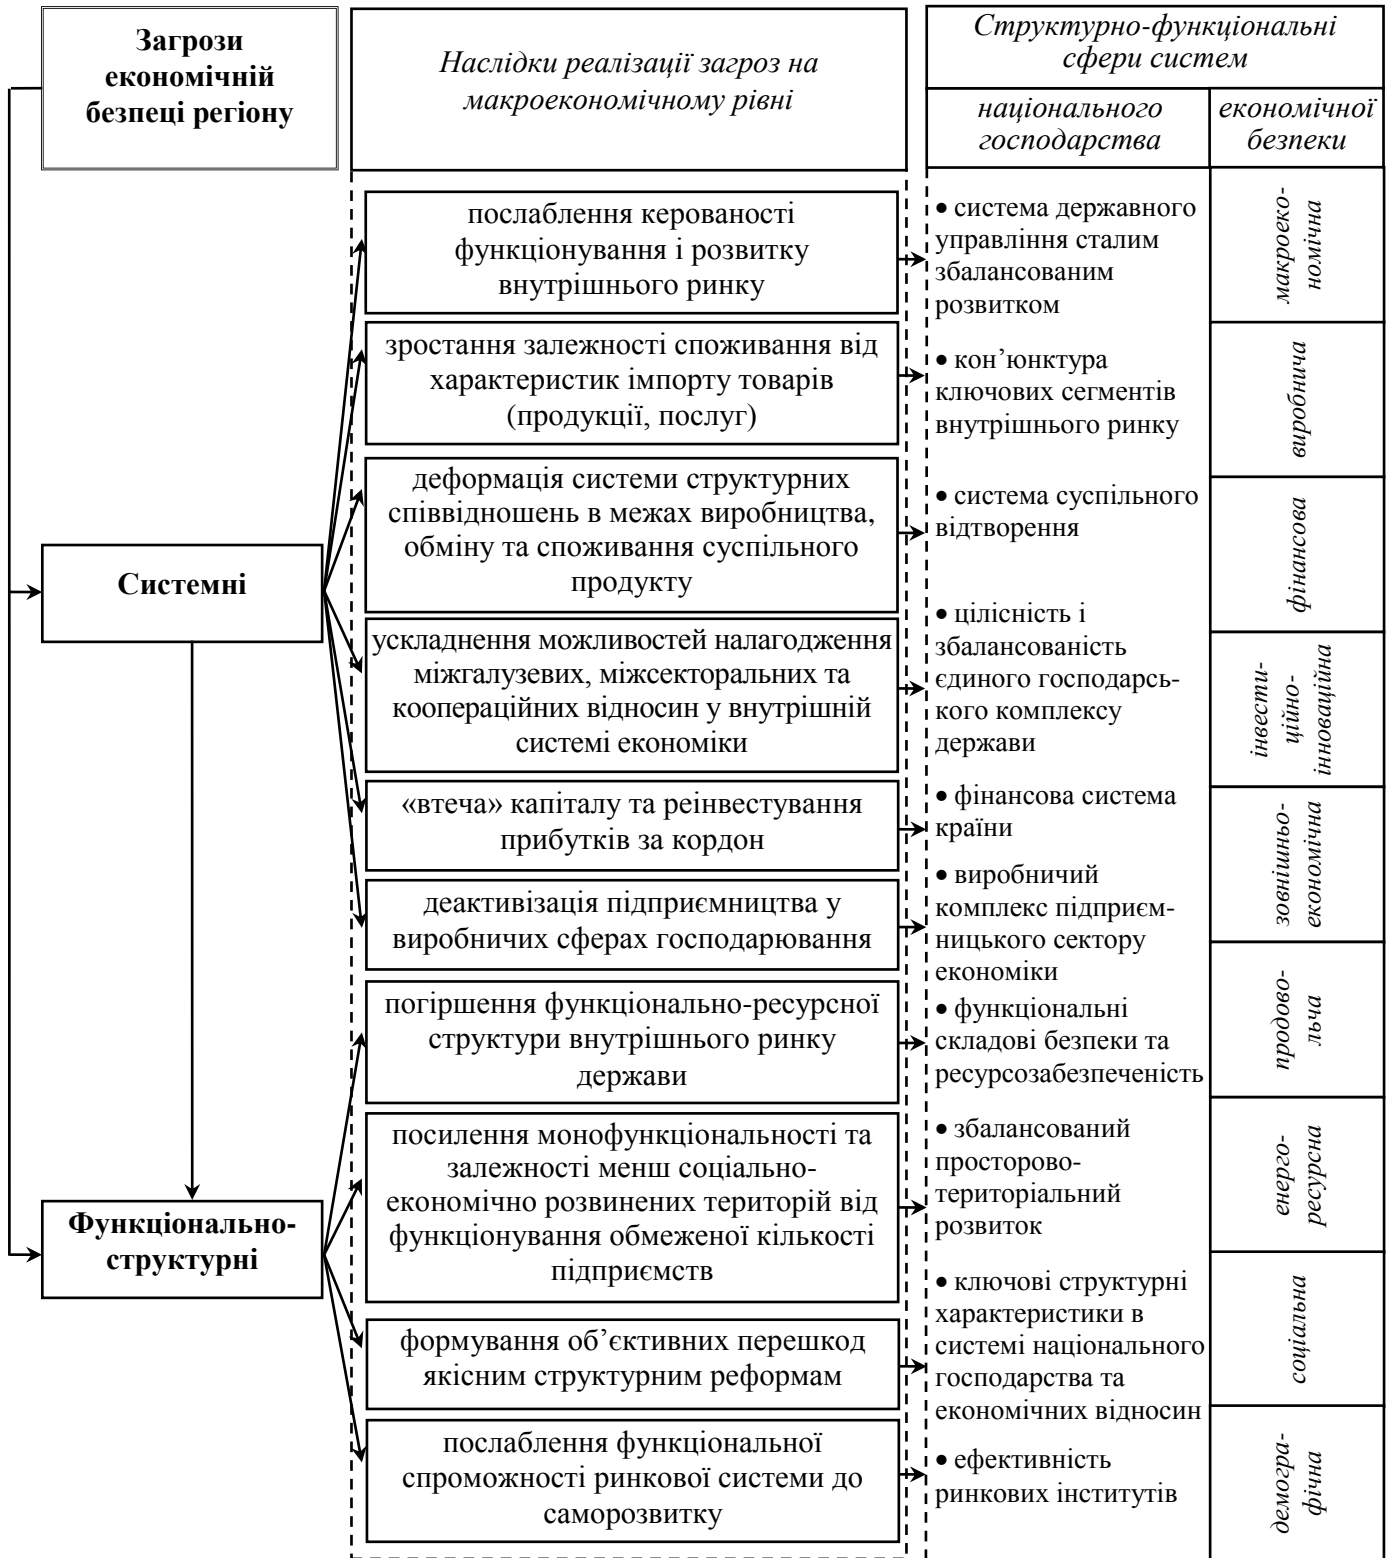 Загрози
економічній
безпеці регіону
Наслідки реалізації загроз на
макроекономічному рівні
Структурно-функціональні
сфери систем
національного
господарства
економічної
безпеки
Системні
Функціонально-
структурні
послаблення керованості
функціонування і розвитку
внутрішнього ринку
зростання залежності споживання від
характеристик імпорту товарів
(продукції, послуг)
деформація системи структурних
співвідношень в межах виробництва,
обміну та споживання суспільного
продукту
ускладнення можливостей налагодження
міжгалузевих, міжсекторальних та
коопераційних відносин у внутрішній
системі економіки
«втеча» капіталу та реінвестування
прибутків за кордон
деактивізація підприємництва у
виробничих сферах господарювання
погіршення функціонально-ресурсної
структури внутрішнього ринку
держави
посилення монофункціональності та
залежності менш соціально-
економічно розвинених територій від
функціонування обмеженої кількості
підприємств
формування об’єктивних перешкод
якісним структурним реформам
послаблення функціональної
спроможності ринкової системи до
саморозвитку
• система державного
управління сталим
збалансованим
розвитком
• кон’юнктура
ключових сегментів
внутрішнього ринку
• система суспільного
відтворення
• цілісність і
збалансованість
єдиного господарсь-
кого комплексу
держави
• фінансова система
країни
• виробничий
комплекс підприєм-
ницького сектору
економіки
• функціональні
складові безпеки та
ресурсозабезпеченість
• збалансований
просторово-
територіальний
розвиток
• ключові структурні
характеристики в
системі національного
господарства та
економічних відносин
• ефективність
ринкових інститутів
макроеко-
номічна
виробнича
фінансова
інвести-
ційно-
інноваційна
зовнішньо-
економічна
продово-
льча
енерго-
ресурсна
соціальна
демогра-
фічна